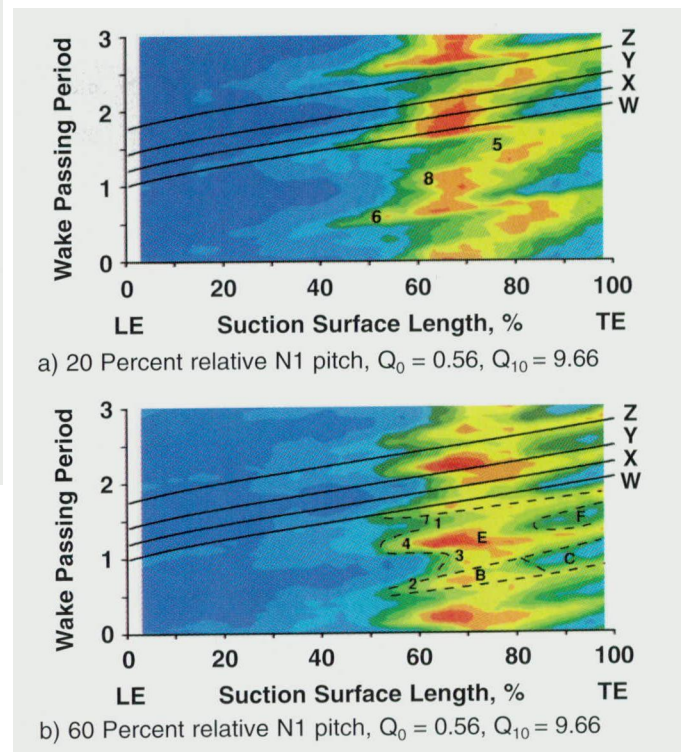 3
2
1
0
Wake Passing Period
Z
Y
X
W
5
8
6
0 20 40 60 80 100
LE Suction Surface Length, % TE
a) 20 Percent relative N1 pitch, Q₀ = 0.56, Q₁₀ = 9.66
3
2
1
0
Wake Passing Period
Z
Y
X
W
7 1
F
4
E
3
C
B
2
0 20 40 60 80 100
LE Suction Surface Length, % TE
b) 60 Percent relative N1 pitch, Q₀ = 0.56, Q₁₀ = 9.66